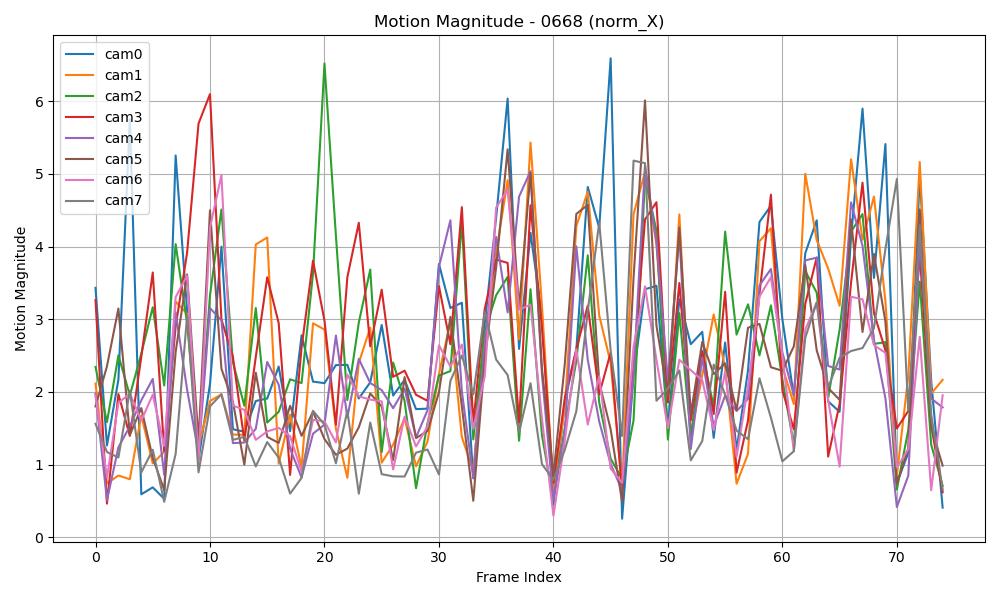 Motion Magnitude - 0668 (norm_X)
cam0
cam1
cam2
cam3
cam4
cam5
cam6
cam7
Motion Magnitude
6
5
4
3
2
1
0
0 10 20 30 40 50 60 70
Frame Index